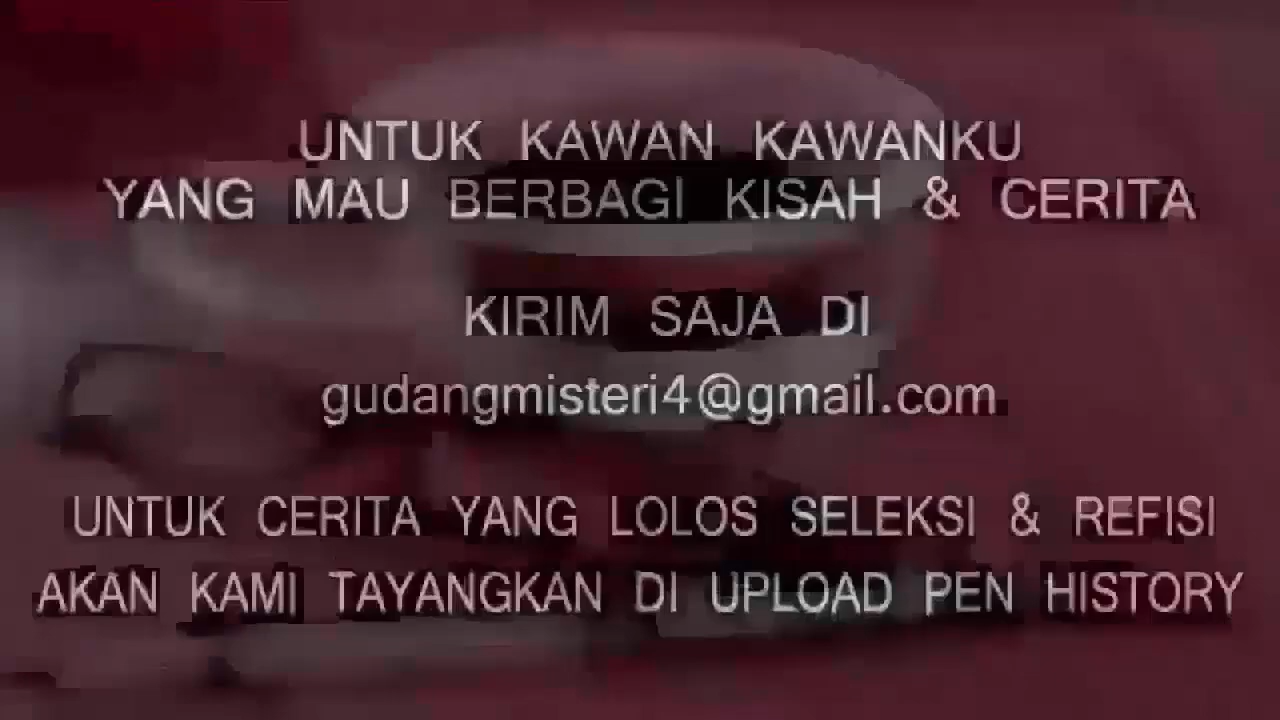 UNTUK KAWAN KAWANKU
YANG MAU BERBAGI KISAH & CERITA
KIRIM SAJA DI
gudangmisteri4@gmail.com
UNTUK CERITA YANG LOLOS SELEKSI & REFISI
AKAN KAMI TAYANGKAN DI UPLOAD PEN HISTORY